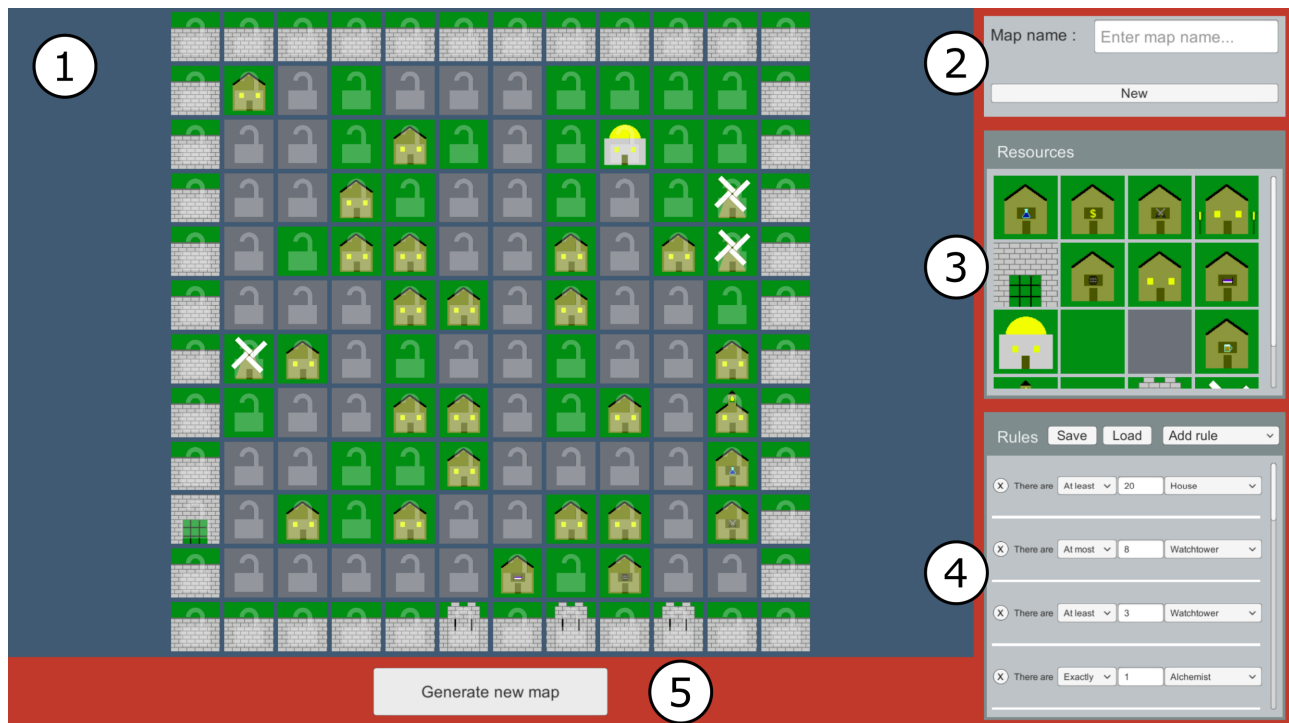 1
2
Map name :
Enter map name...
New
Resources
$
3
Rules
Save
Load
Add rule
X There are At least 20 House
X There are At most 8 Watchtower
4
X There are At least 3 Watchtower
X There are Exactly 1 Alchemist
Generate new map
5